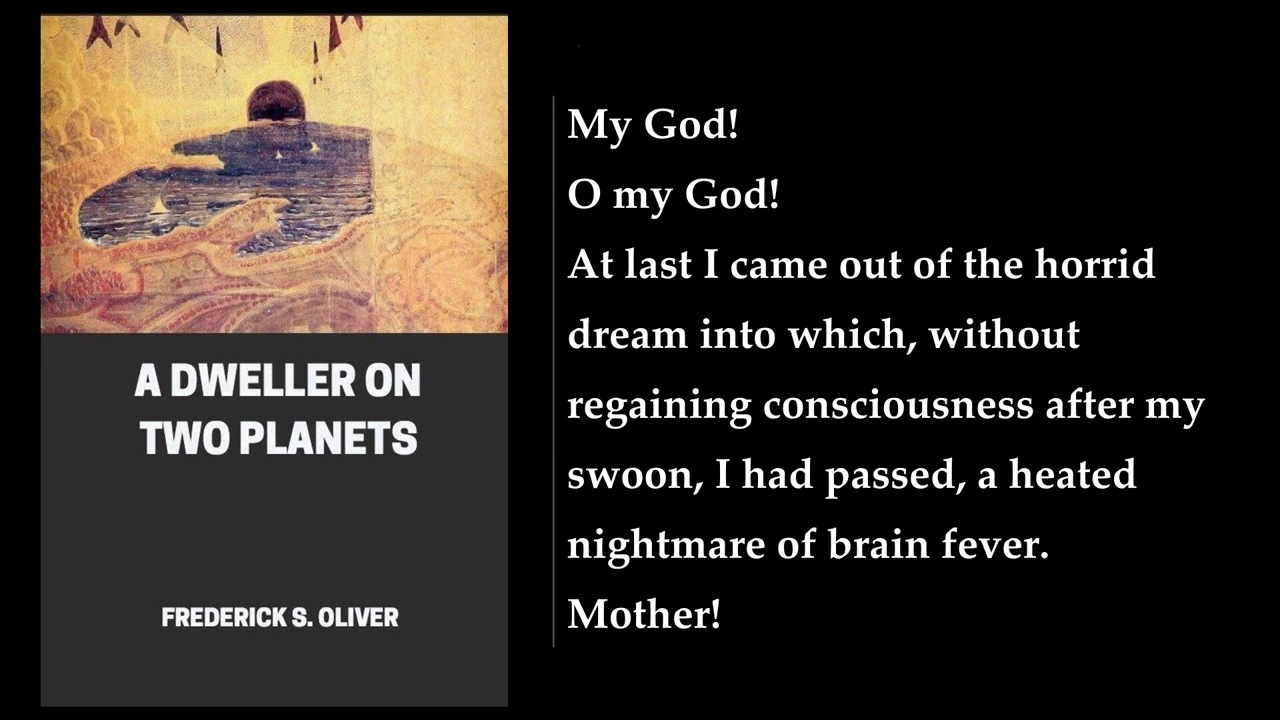 A DWELLER ON
TWO PLANETS
FREDERICK S. OLIVER
My God!
O my God!
At last I came out of the horrid
dream into which, without
regaining consciousness after my
swoon, I had passed, a heated
nightmare of brain fever.
Mother!